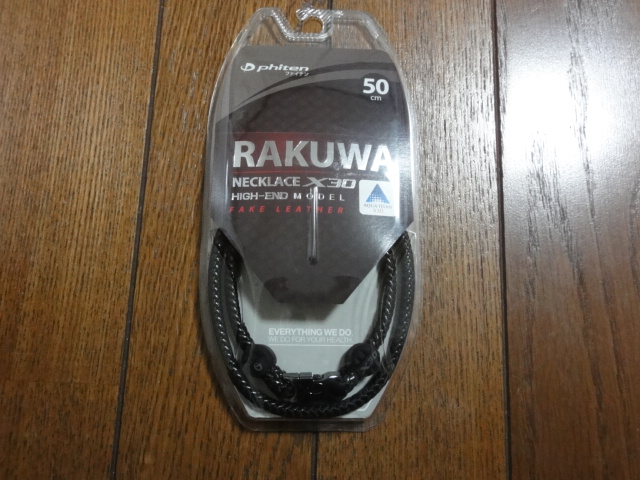 phiten
ファイテン
50
cm
RAKUWA
NECKLACE X30
HIGH-END MODEL
FAKE LEATHER
EVERYTHING WE DO
WE DO FOR YOUR HEALTH